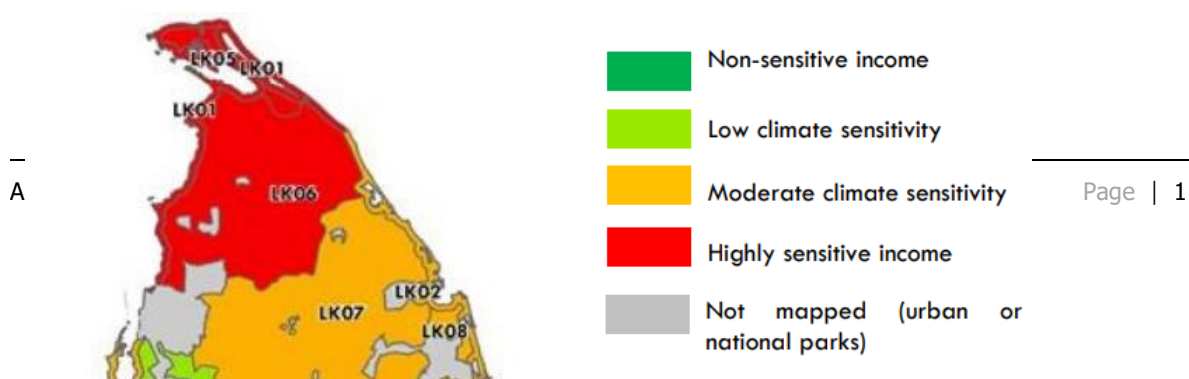 LK05
LK01
LK01
LK06
LK02
LK07
LK08
Non-sensitive income
Low climate sensitivity
Moderate climate sensitivity
Highly sensitive income
Not mapped (urban or
national parks)
A
Page | 1